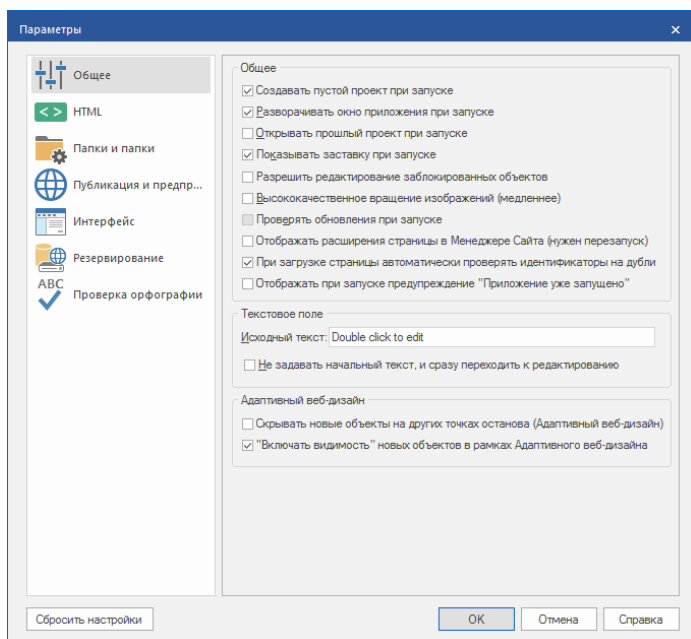 Параметры
Общее
HTML
Папки и папки
Публикация и предпр...
Интерфейс
Резервирование
ABC
Проверка орфографии
Общее
Создавать пустой проект при запуске
Разворачивать окно приложения при запуске
Открывать прошлый проект при запуске
Показывать заставку при запуске
Разрешить редактирование заблокированных объектов
Высококачественное вращение изображений (медленнее)
Проверять обновления при запуске
Отображать расширения страницы в Менеджере Сайта (нужен перезапуск)
При загрузке страницы автоматически проверять идентификаторы на дубли
Отображать при запуске предупреждение "Приложение уже запущено"
Текстовое поле
Исходный текст: Double click to edit
Не задавать начальный текст, и сразу переходить к редактированию
Адаптивный веб-дизайн
Скрывать новые объекты на других точках останова (Адаптивный веб-дизайн)
"Включать видимость" новых объектов в рамках Адаптивного веб-дизайна
Сбросить настройки
OK
Отмена
Справка